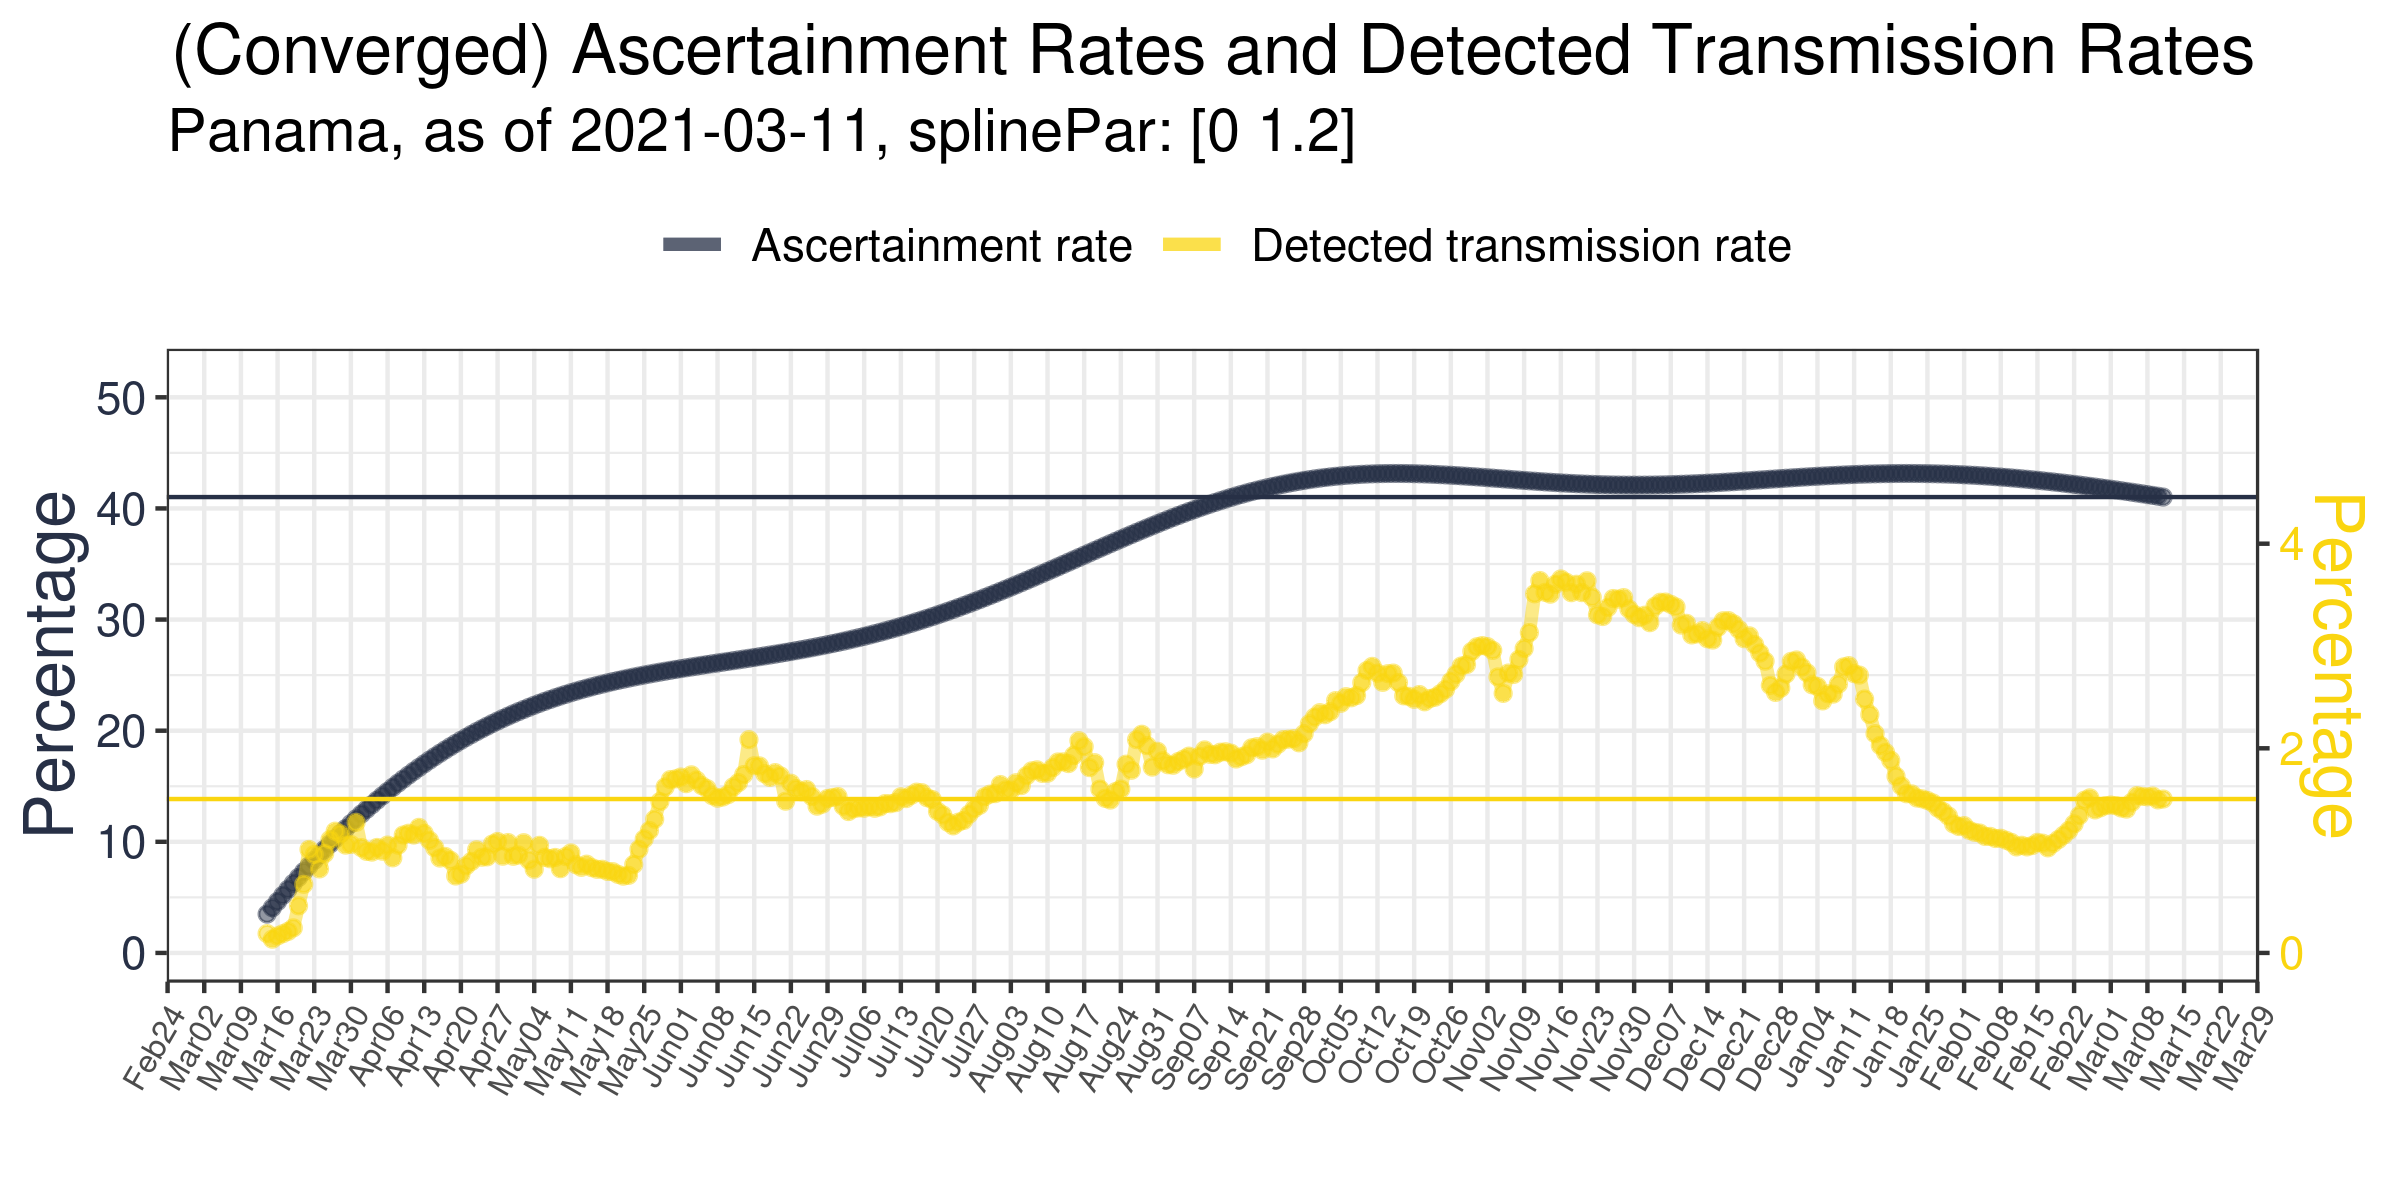 (Converged) Ascertainment Rates and Detected Transmission Rates
Panama, as of 2021-03-11, splinePar: [0 1.2]
Ascertainment rate Detected transmission rate
Percentage
50
40
30
20
10
0
4
2
0
Percentage
Feb24 Mar02 Mar09 Mar16 Mar23 Mar30 Apr06 Apr13 Apr20 Apr27 May04 May11 May18 May25 Jun01 Jun08 Jun15 Jun22 Jun29 Jul06 Jul13 Jul20 Jul27 Aug03 Aug10 Aug17 Aug24 Aug31 Sep07 Sep14 Sep21 Sep28 Oct05 Oct12 Oct19 Oct26 Nov02 Nov09 Nov16 Nov23 Nov30 Dec07 Dec14 Dec21 Dec28 Jan04 Jan11 Jan18 Jan25 Feb01 Feb08 Feb15 Feb22 Mar01 Mar08 Mar15 Mar22 Mar29